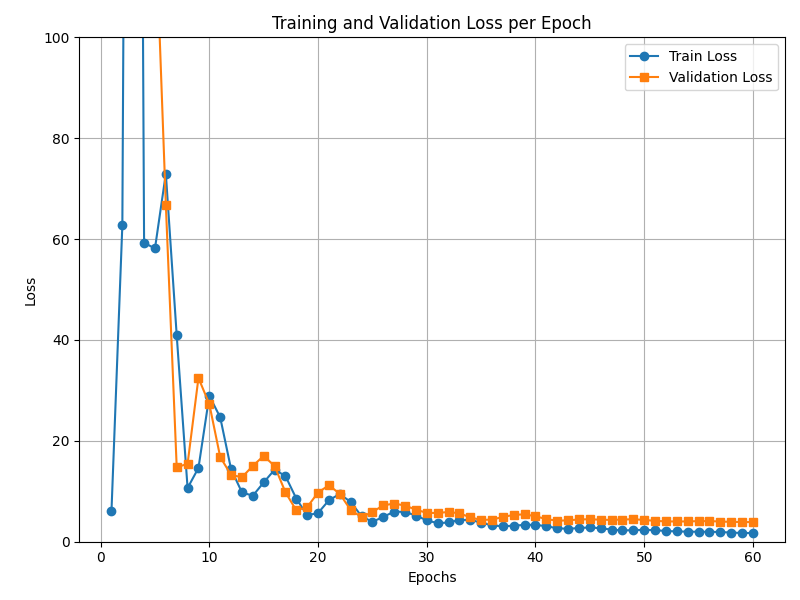 Training and Validation Loss per Epoch
Train Loss
Validation Loss
Loss
100
80
60
40
20
0
0 10 20 30 40 50 60
Epochs